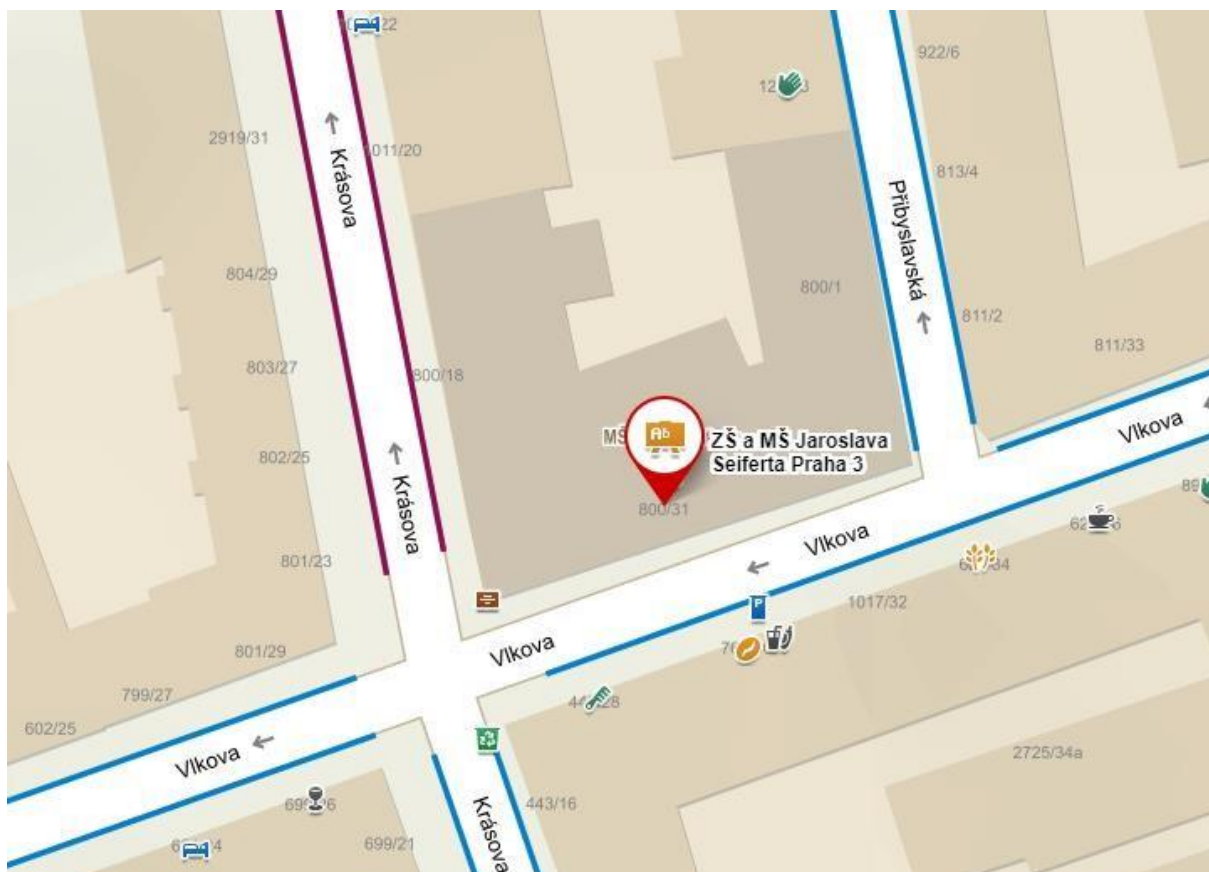 922/6
2919/31
Krásova
1011/20
813/4
Přibyslavská
804/29
800/1
811/2
811/33
803/27
800/18
Vlkova
MŠ
ZŠ a MŠ Jaroslava
Seiferta Praha 3
802/25
Krásova
800/31
Vlkova
801/23
1017/32
Vlkova
801/29
799/27
602/25
Vlkova
2725/34a
Krásova
443/16
699/21